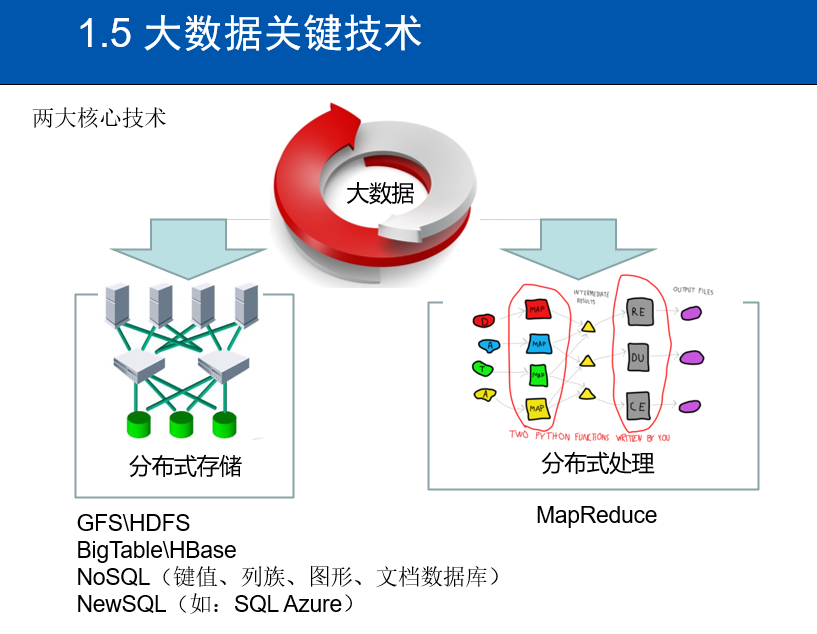 1.5 大数据关键技术
两大核心技术
大数据
INTERMEDIATE
RESULTS
OUTPUT FILES
D
MAP
RE
A
MAP
DU
T
MAP
A
MAP
CE
TWO PYTHON FUNCTIONS WRITTEN BY YOU
分布式存储
分布式处理
GFS\HDFS
BigTable\HBase
NoSQL（键值、列族、图形、文档数据库）
NewSQL（如：SQL Azure）
MapReduce